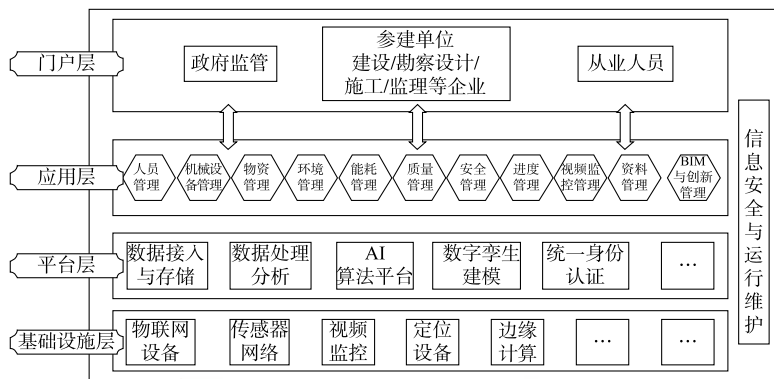 门户层
政府监管
参建单位
建设/勘察设计/
施工/监理等企业
从业人员
应用层
人员
管理
机械设
备管理
物资
管理
环境
管理
能耗
管理
质量
管理
安全
管理
进度
管理
视频监
控管理
资料
管理
BIM
与创新
管理
平台层
数据接入
与存储
数据处理
分析
AI
算法平台
数字孪生
建模
统一身份
认证
…
基础设施层
物联网
设备
传感器
网络
视频
监控
定位
设备
边缘
计算
…
…
信息安全与运行维护